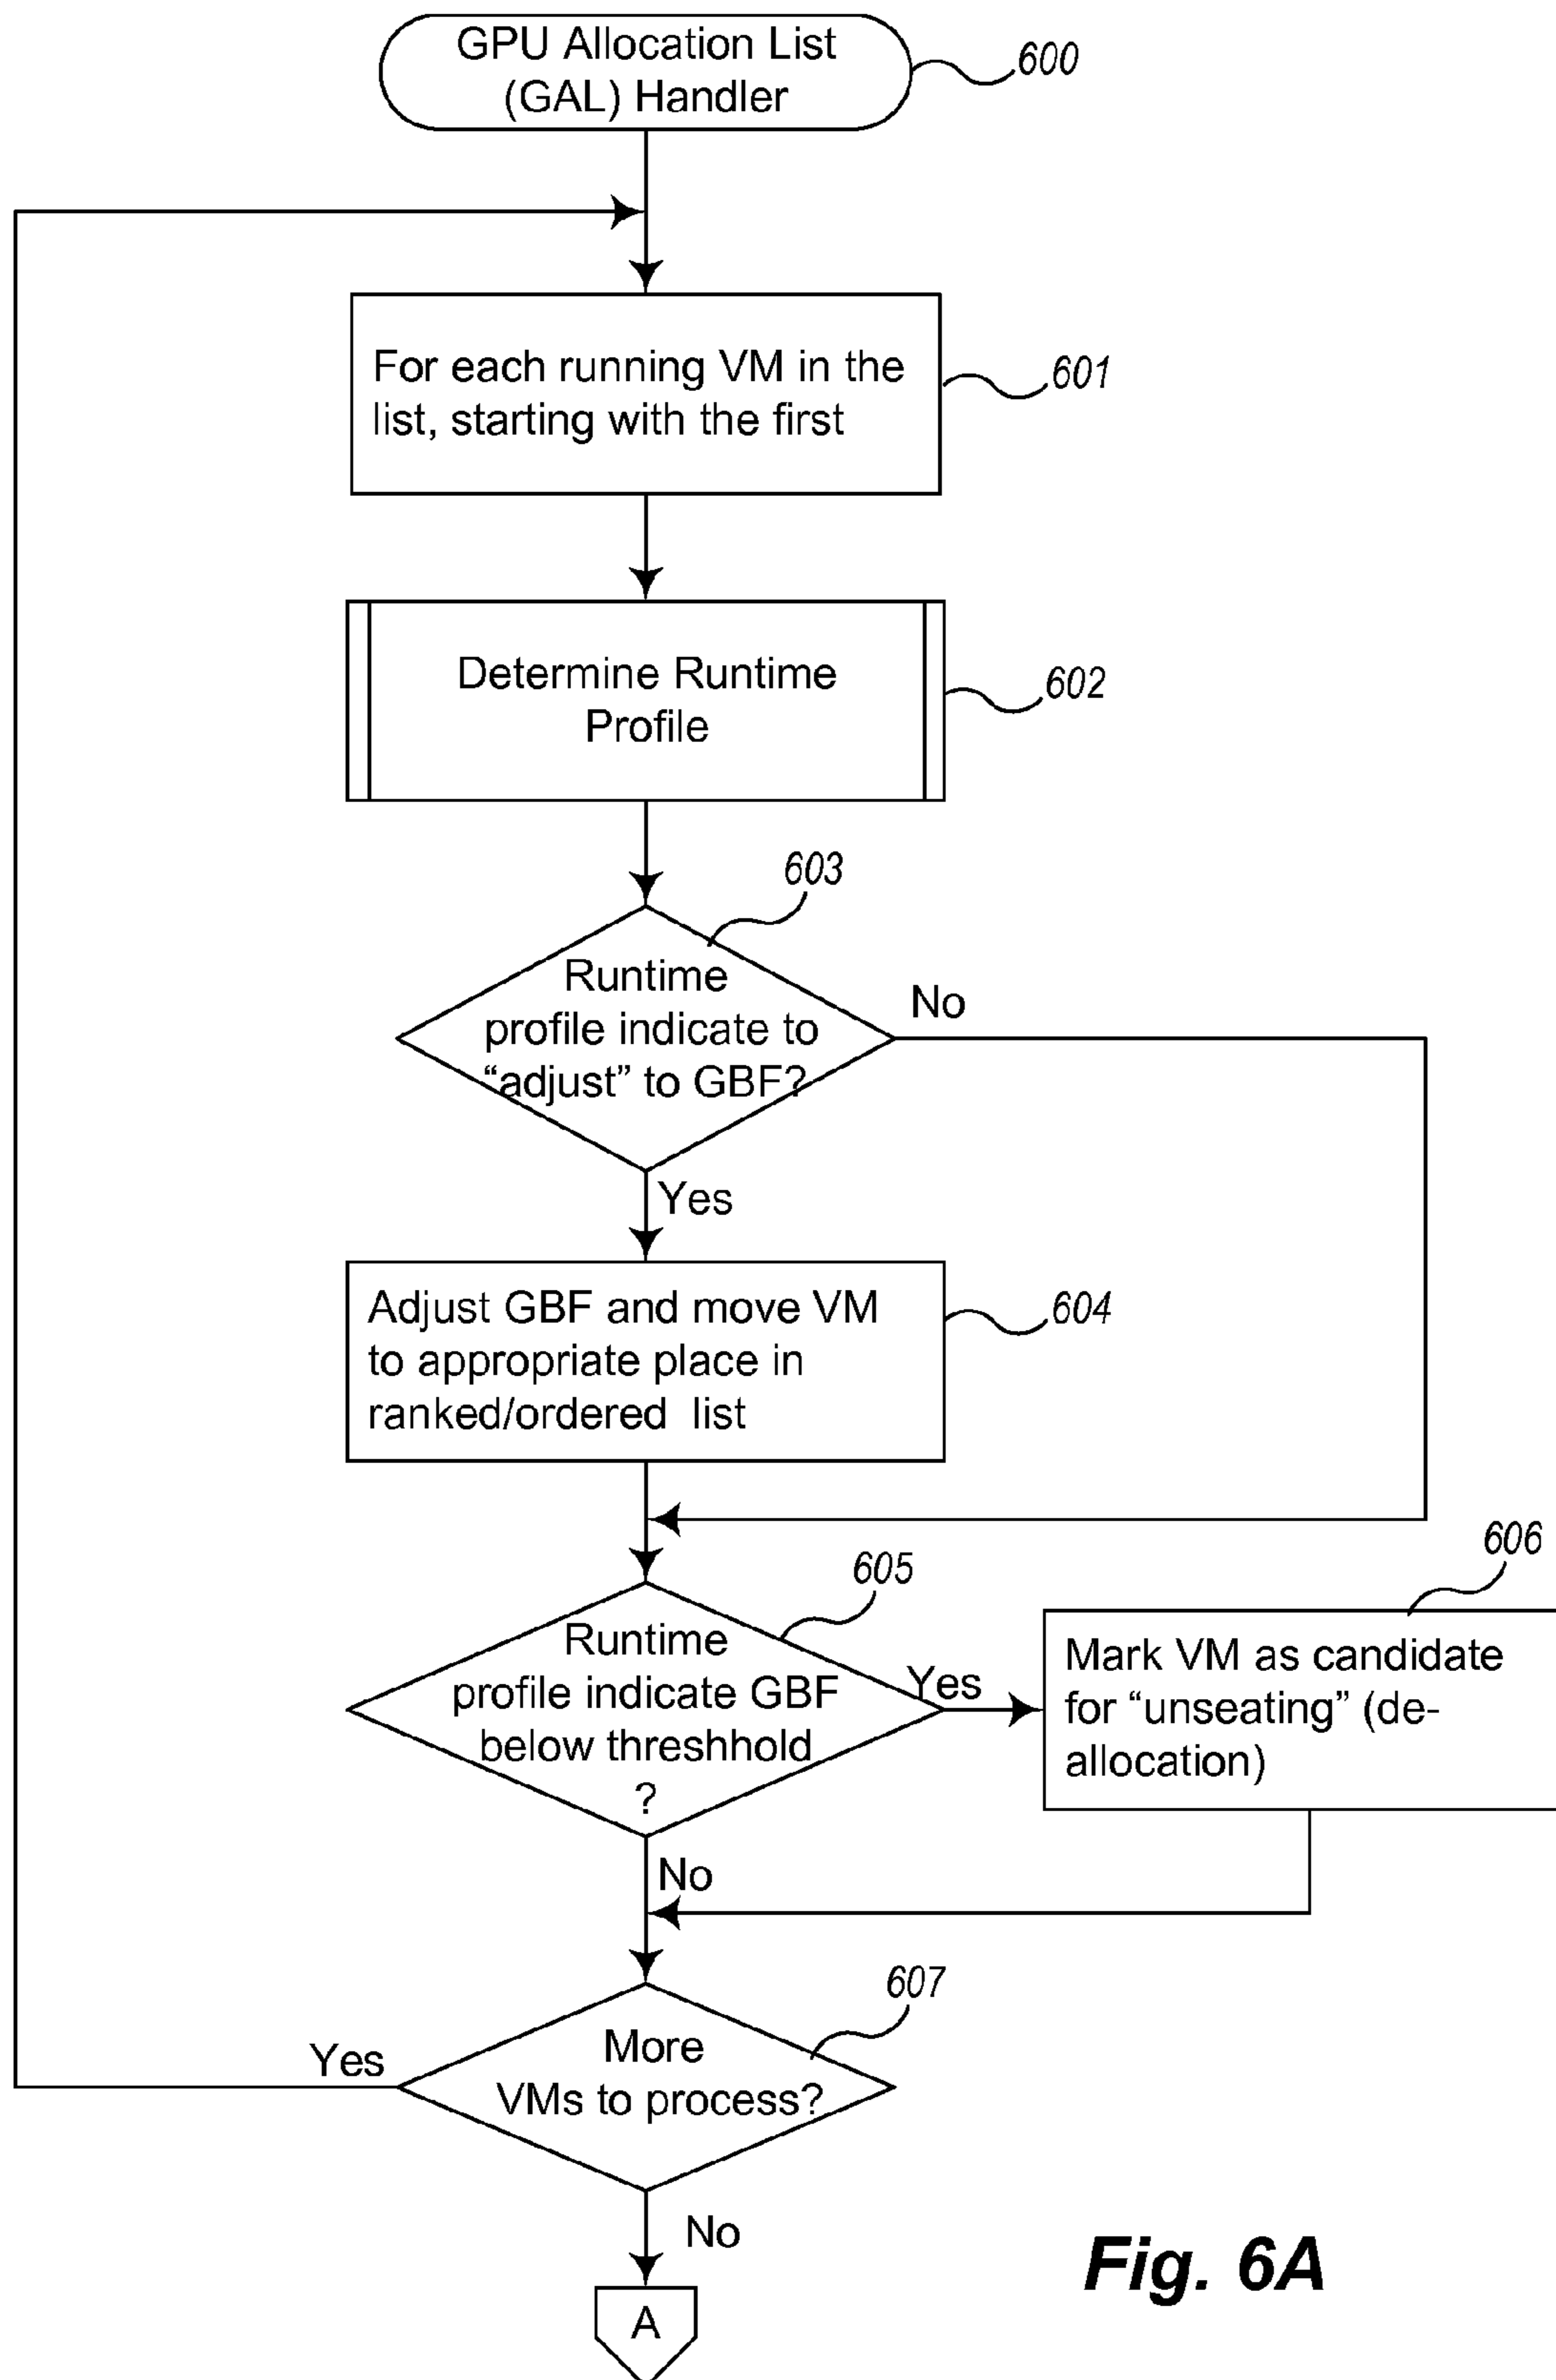 GPU Allocation List
(GAL) Handler
600
For each running VM in the
list, starting with the first
601
Determine Runtime
Profile
602
603
Runtime
profile indicate to
“adjust” to GBF?
No
Yes
Adjust GBF and move VM
to appropriate place in
ranked/ordered list
604
605
606
Runtime
profile indicate GBF
below threshhold
?
Yes
Mark VM as candidate
for “unseating” (de-
allocation)
No
607
More
VMs to process?
Yes
No
A
Fig. 6A